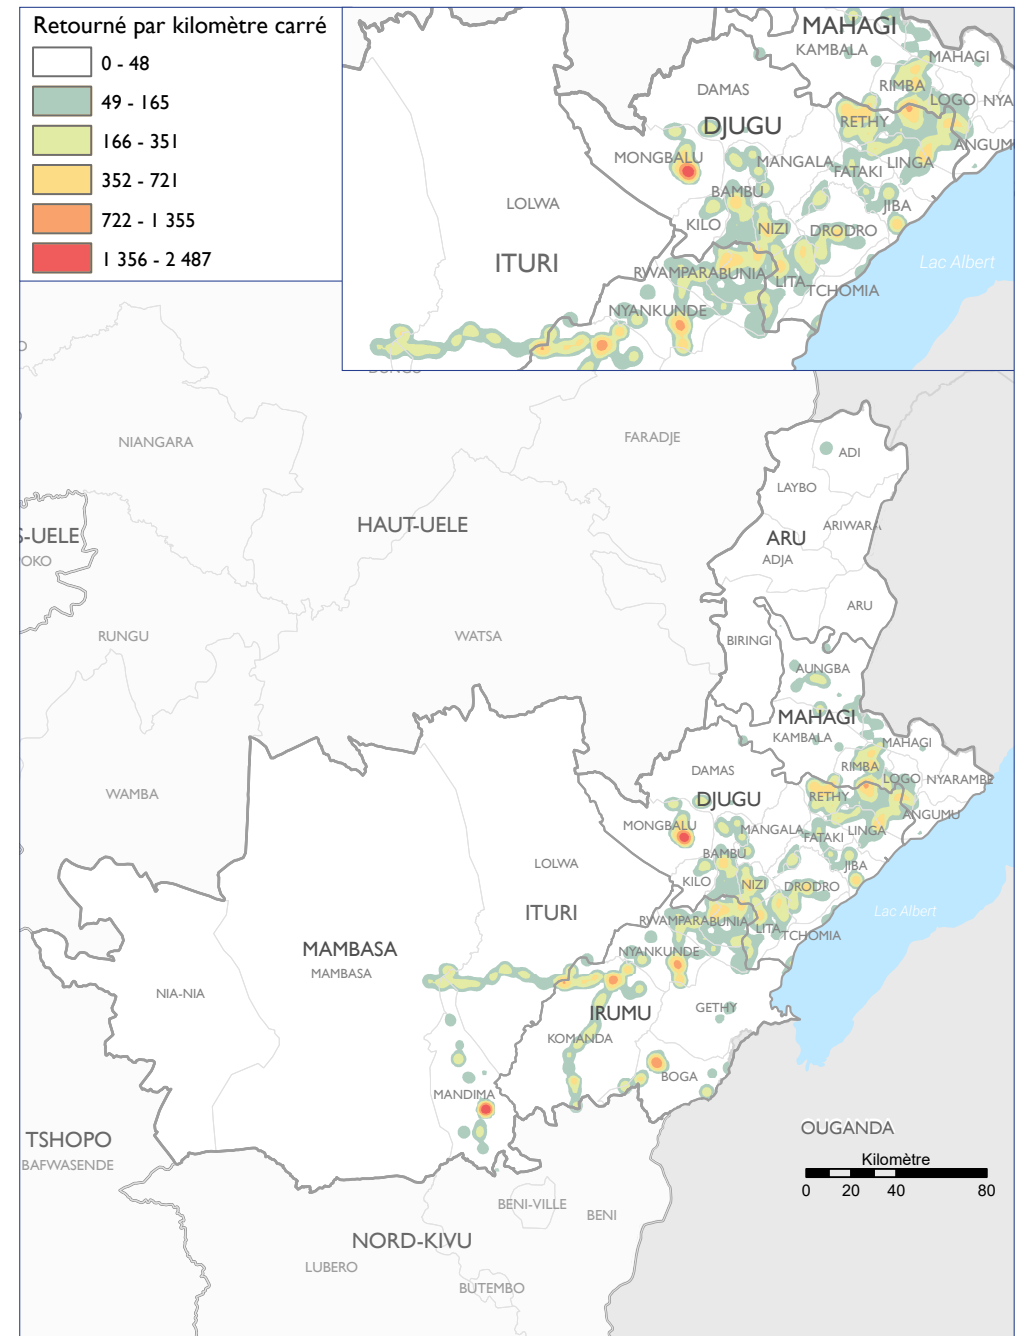 Retourné par kilomètre carré
0 - 48
49 - 165
166 - 351
352 - 721
722 - 1 355
1 356 - 2 487
MAHAGI
KAMBALA
MAHAGI
DAMAS
RIMBA
LOGO
NYA
DJUGU
RETHY
ANGUM
MONGBALU
MANGALA
FATAKI
LINGA
BAMBU
LOLWA
JIBA
KILO
NIZI
DRODRO
ITURI
RWAMPARA
BUNIA
LITA
TCHOMIA
Lac Albert
NYANKUNDE
NIANGARA
FARADJE
ADI
LAYBO
S-UELE
OKO
HAUT-UELE
ARIWARA
ARU
ADJA
ARU
RUNGU
WATSA
BIRINGI
AUNGBA
MAHAGI
KAMBALA
MAHAGI
DAMAS
RIMBA
LOGO
NYARAMBE
WAMBA
DJUGU
RETHY
ANGUMU
MONGBALU
MANGALA
FATAKI
LINGA
BAMBU
LOLWA
JIBA
KILO
NIZI
DRODRO
ITURI
RWAMPARA
BUNIA
LITA
TCHOMIA
Lac Albert
MAMBASA
MAMBASA
NYANKUNDE
NIA-NIA
IRUMU
GETHY
KOMANDA
BOGA
MANDIMA
TSHOPO
BAFWASENDE
OUGANDA
Kilomètre
0 20 40 80
BENI-VILLE
BENI
NORD-KIVU
LUBERO
BUTEMBO